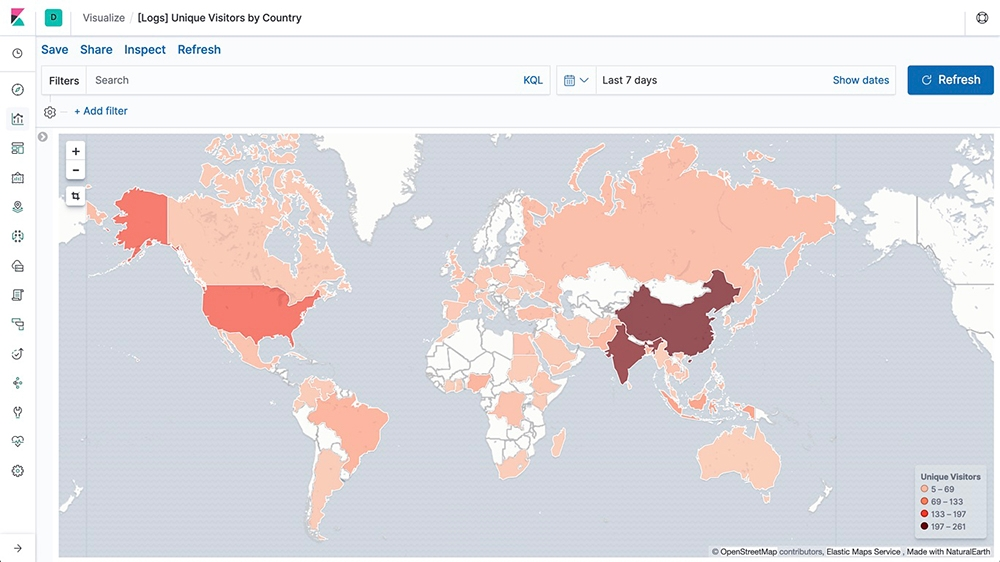 D Visualize / [Logs] Unique Visitors by Country
Save Share Inspect Refresh
Filters Search KQL Last 7 days Show dates Refresh
+ Add filter
+
−
Unique Visitors
5 – 69
69 – 133
133 – 197
197 – 261
© OpenStreetMap contributors, Elastic Maps Service , Made with NaturalEarth